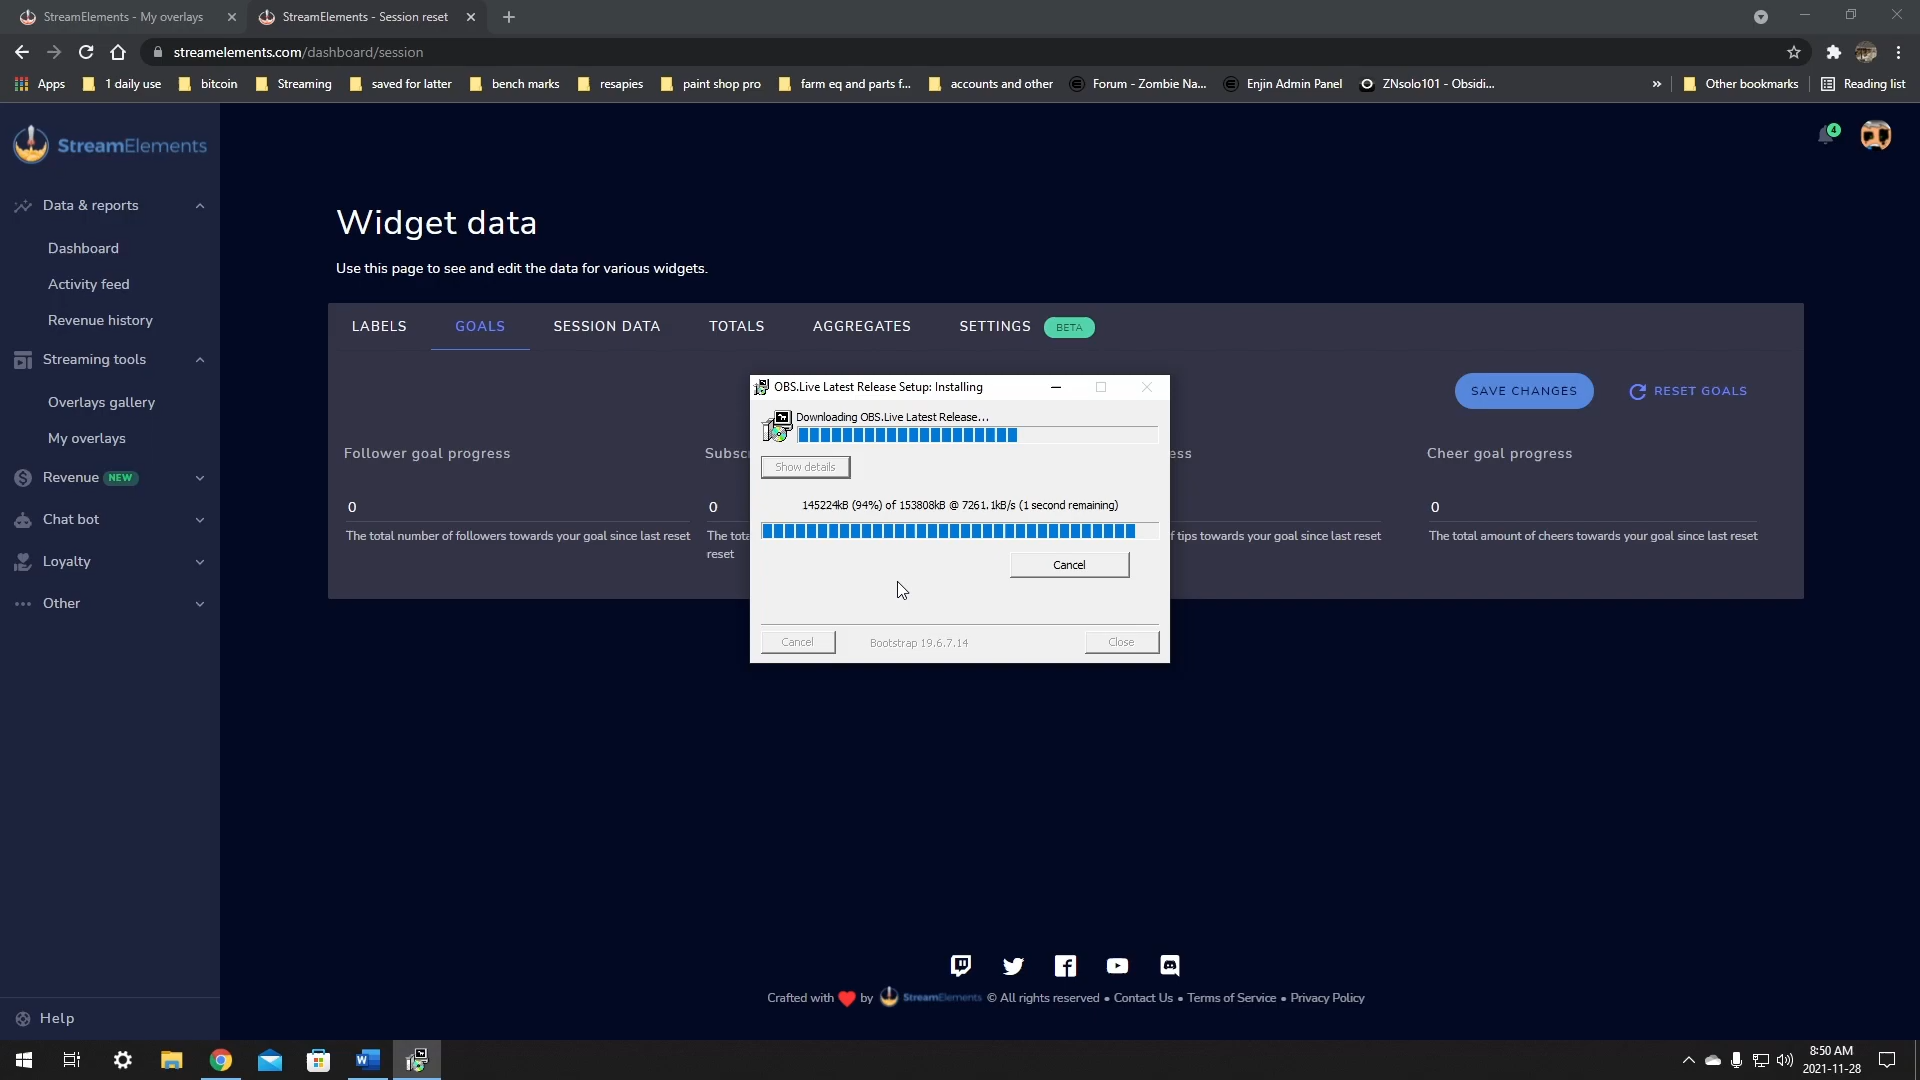 StreamElements - My overlays
StreamElements - Session reset
streamelements.com/dashboard/session
Apps
1 daily use
bitcoin
Streaming
saved for latter
bench marks
resapies
paint shop pro
farm eq and parts f...
accounts and other
Forum - Zombie Na...
Enjin Admin Panel
ZNsolo101 - Obsidi...
»
Other bookmarks
Reading list
StreamElements
4
Data & reports
Dashboard
Activity feed
Revenue history
Streaming tools
Overlays gallery
My overlays
Revenue NEW
Chat bot
Loyalty
Other
Help
Widget data
Use this page to see and edit the data for various widgets.
LABELS
GOALS
SESSION DATA
TOTALS
AGGREGATES
SETTINGS
BETA
SAVE CHANGES
RESET GOALS
Follower goal progress
0
The total number of followers towards your goal since last reset
Subsc
0
The tota
reset
ess
f tips towards your goal since last reset
Cheer goal progress
0
The total amount of cheers towards your goal since last reset
OBS.Live Latest Release Setup: Installing
Downloading OBS.Live Latest Release...
Show details
145224kB (94%) of 153808kB @ 7261.1kB/s (1 second remaining)
Cancel
Cancel
Bootstrap 19.6.7.14
Close
Crafted with ❤ by StreamElements © All rights reserved • Contact Us • Terms of Service • Privacy Policy
8:50 AM
2021-11-28